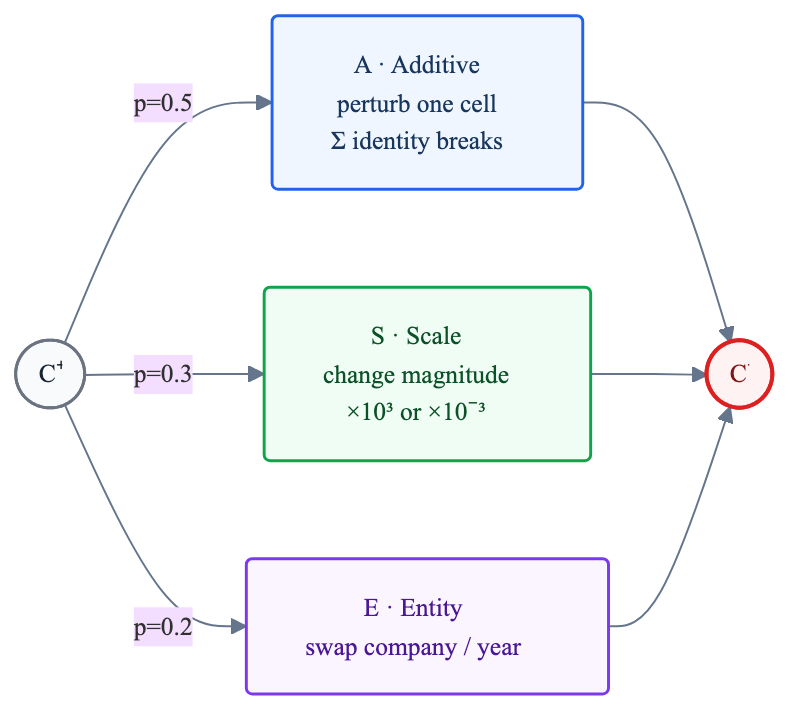 A · Additive
perturb one cell
Σ identity breaks
p=0.5
S · Scale
change magnitude
×10³ or ×10⁻³
C⁺
p=0.3
C⁻
E · Entity
swap company / year
p=0.2